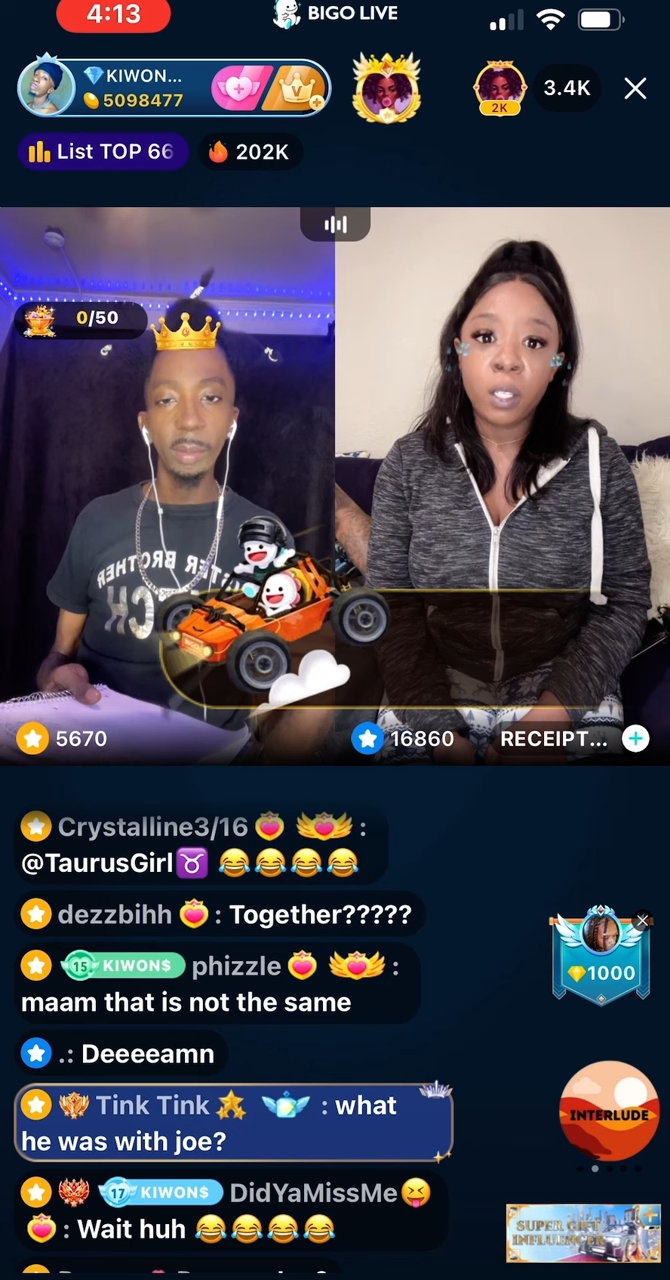 4:13
BIGO LIVE
KIWON...
5098477
2K
3.4K
List TOP 66
202K
0/50
BROTHER
5670
16860
RECEIPT...
Crystalline3/16 :
@TaurusGirl♉ 😂😂😂😂
dezzbihh : Together?????
15 KIWON$ phizzle :
maam that is not the same
.: Deeeeamn
Tink Tink : what
he was with joe?
17 KIWON$ DidYaMissMe😝
: Wait huh 😂😂😂😂
1000
INTERLUDE
SUPER GIFT
INFLUENCER